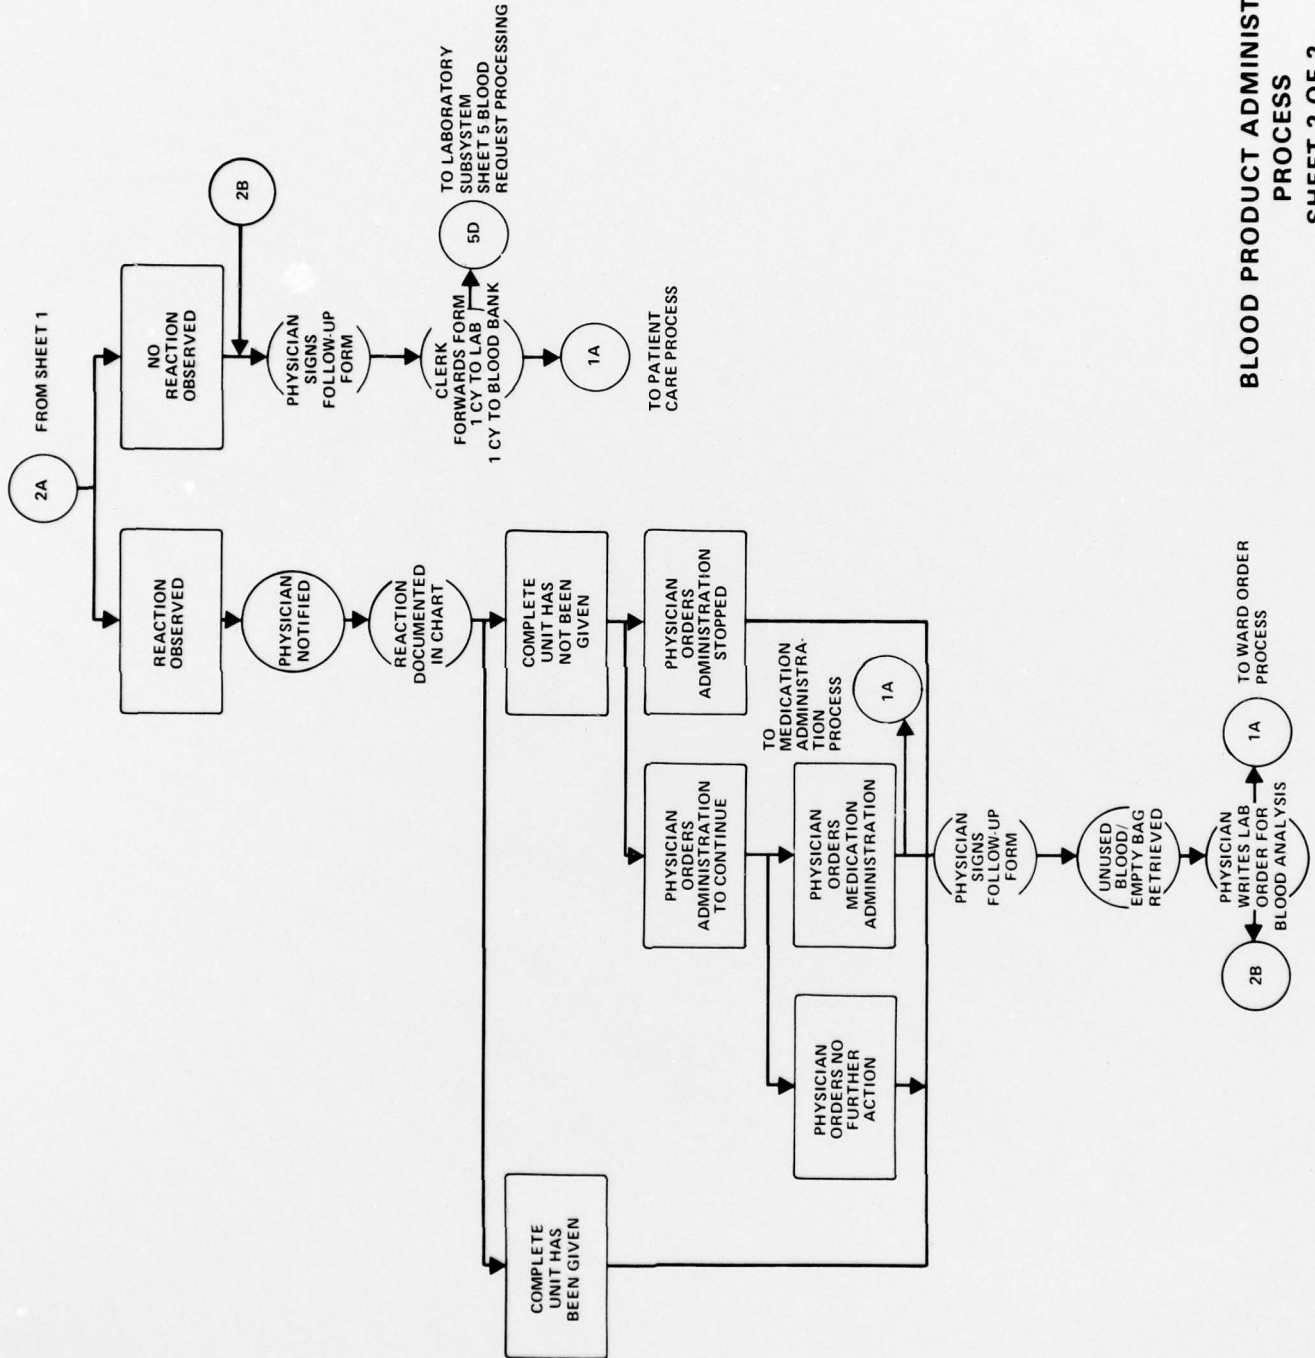 2A
FROM SHEET 1
REACTION
OBSERVED
NO
REACTION
OBSERVED
2B
PHYSICIAN
NOTIFIED
PHYSICIAN
SIGNS
FOLLOW-UP
FORM
REACTION
DOCUMENTED
IN CHART
CLERK
FORWARDS FORM
1 CY TO LAB
1 CY TO BLOOD BANK
5D
TO LABORATORY
SUBSYSTEM
SHEET 5 BLOOD
REQUEST PROCESSING
1A
TO PATIENT
CARE PROCESS
COMPLETE
UNIT HAS
BEEN GIVEN
COMPLETE
UNIT HAS
NOT BEEN
GIVEN
PHYSICIAN
ORDERS
ADMINISTRATION
TO CONTINUE
PHYSICIAN
ORDERS
ADMINISTRATION
STOPPED
PHYSICIAN
ORDERS NO
FURTHER
ACTION
PHYSICIAN
ORDERS
MEDICATION
ADMINISTRATION
TO
MEDICATION
ADMINISTRA-
TION
PROCESS
1A
PHYSICIAN
SIGNS
FOLLOW-UP
FORM
UNUSED
BLOOD/
EMPTY BAG
RETRIEVED
2B
PHYSICIAN
WRITES LAB
ORDER FOR
BLOOD ANALYSIS
1A
TO WARD ORDER
PROCESS
BLOOD PRODUCT ADMINIST
PROCESS